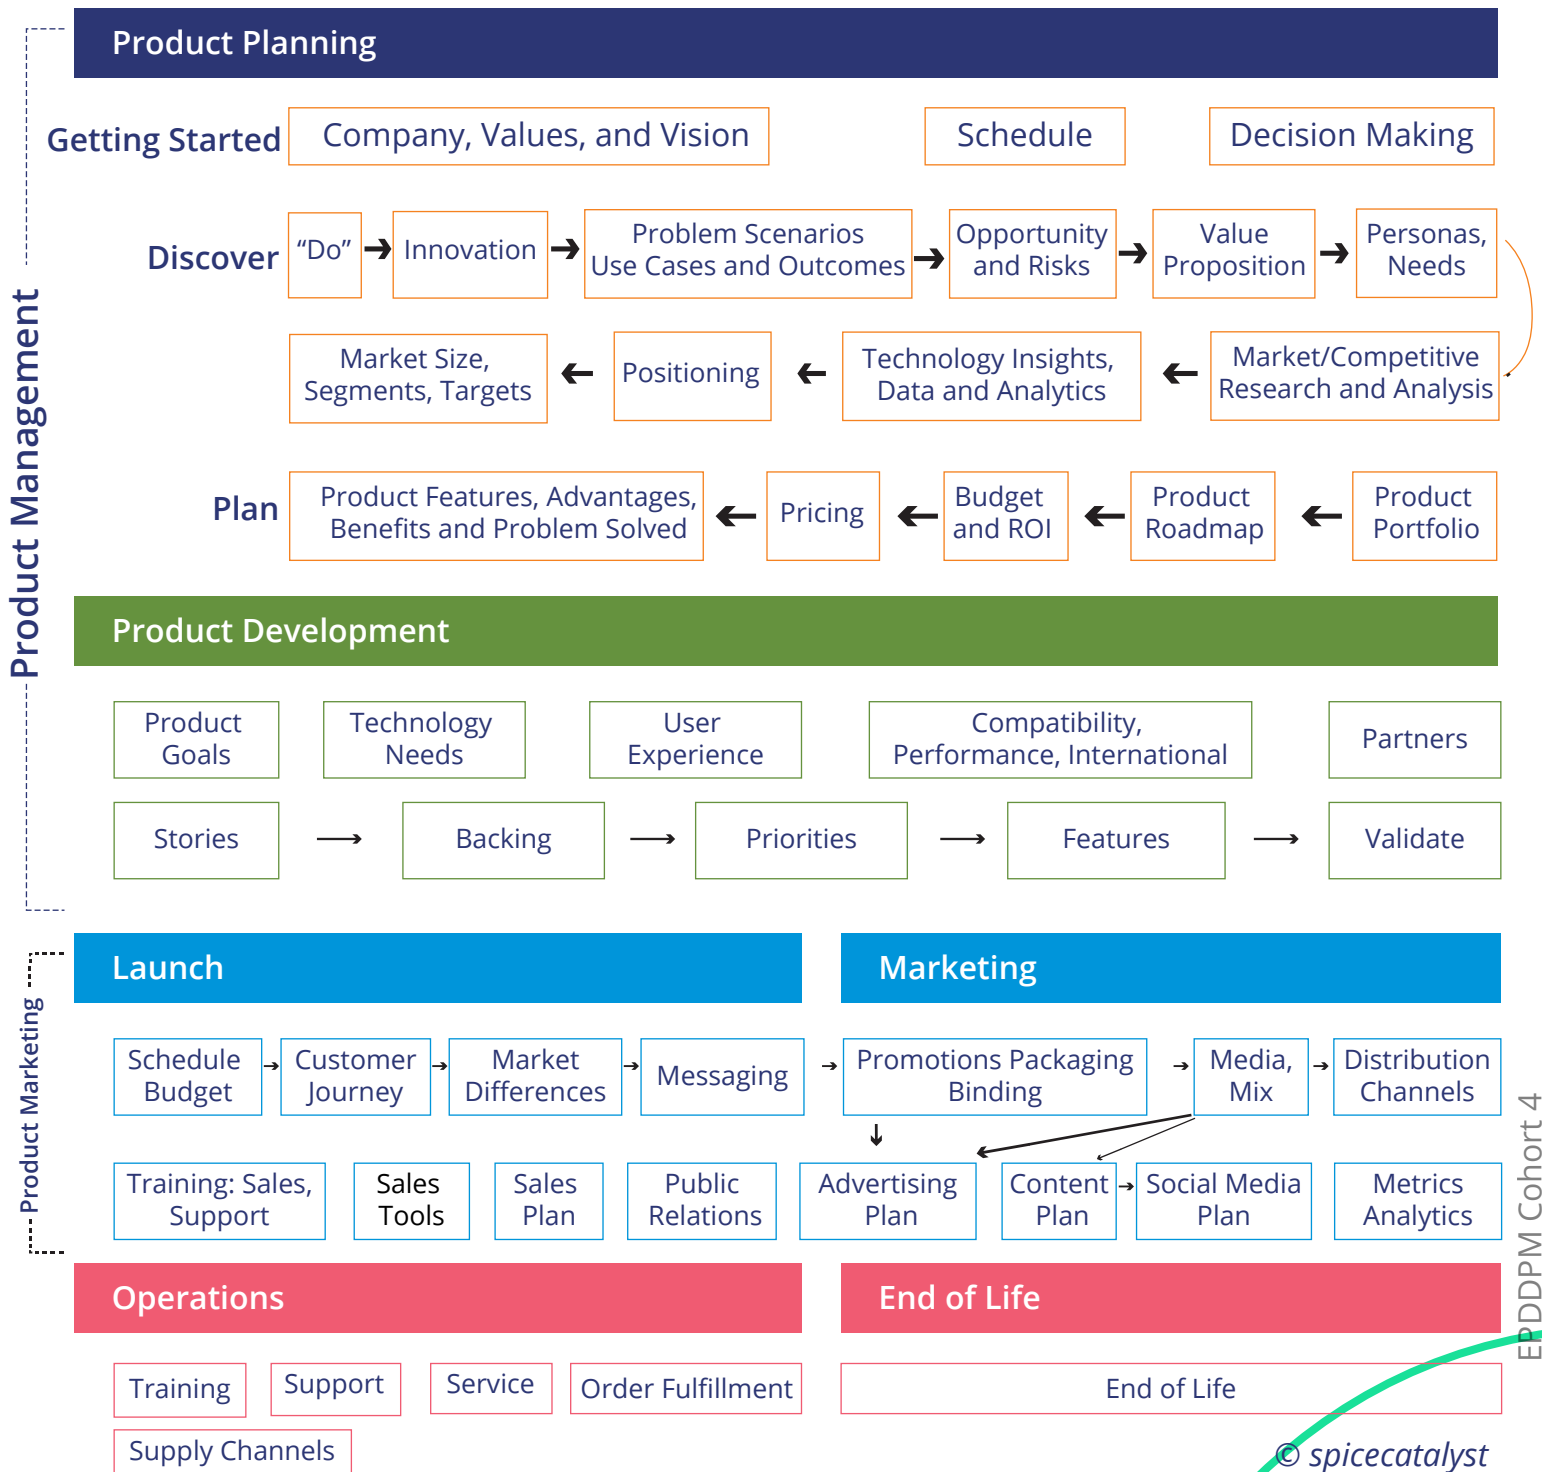 Product Planning
Getting Started
Company, Values, and Vision
Schedule
Decision Making
Discover
“Do”
Innovation
Problem Scenarios
Use Cases and Outcomes
Opportunity
and Risks
Value
Proposition
Personas,
Needs
Market Size,
Segments, Targets
Positioning
Technology Insights,
Data and Analytics
Market/Competitive
Research and Analysis
Plan
Product Features, Advantages,
Benefits and Problem Solved
Pricing
Budget
and ROI
Product
Roadmap
Product
Portfolio
Product Management
Product Development
Product
Goals
Technology
Needs
User
Experience
Compatibility,
Performance, International
Partners
Stories
Backing
Priorities
Features
Validate
Product Marketing
Launch
Marketing
Schedule
Budget
Customer
Journey
Market
Differences
Messaging
Promotions Packaging
Binding
Media,
Mix
Distribution
Channels
Training: Sales,
Support
Sales
Tools
Sales
Plan
Public
Relations
Advertising
Plan
Content
Plan
Social Media
Plan
Metrics
Analytics
Operations
End of Life
Training
Support
Service
Order Fulfillment
End of Life
Supply Channels
EPDDPM Cohort 4
© spicecatalyst